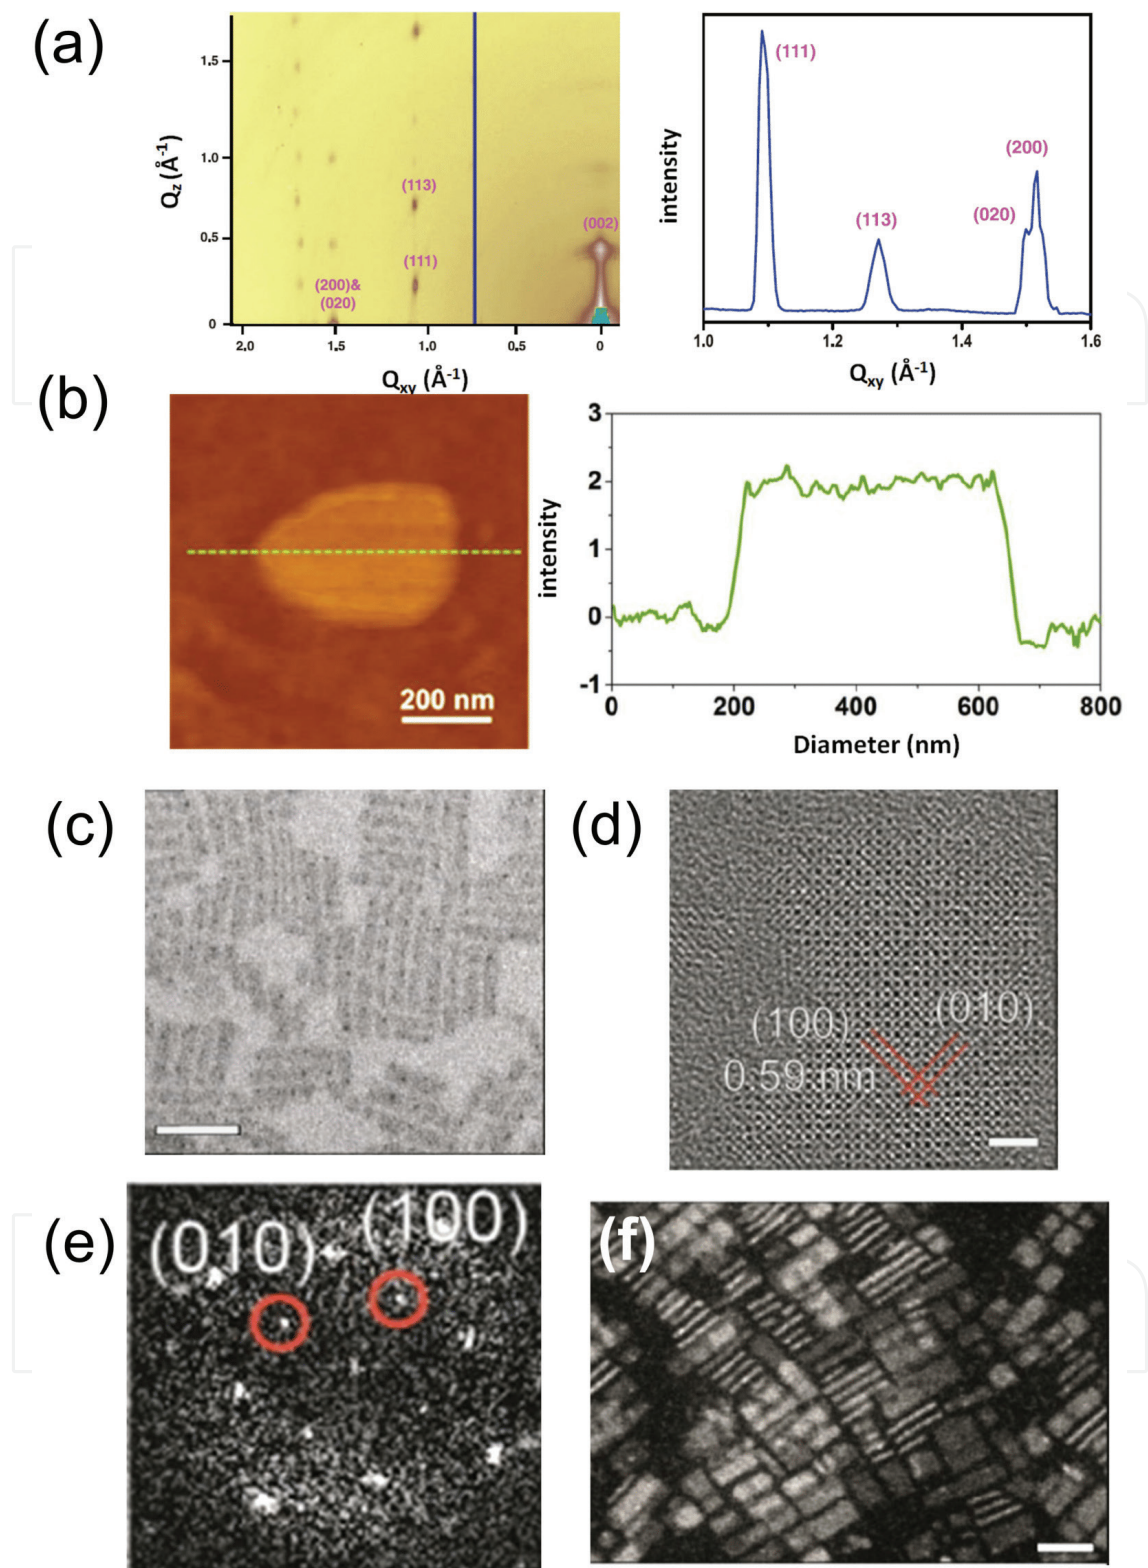 (a)
1.5
1.0
0.5
0
Q_z (Å⁻¹)
(113)
(111)
(002)
(200)&
(020)
2.0
1.5
1.0
0.5
0
Q_xy (Å⁻¹)
intensity
(111)
(113)
(200)
(020)
1.0
1.2
1.4
1.6
Q_xy (Å⁻¹)
(b)
200 nm
intensity
3
2
1
0
-1
0
200
400
600
800
Diameter (nm)
(c)
(d)
(100)
(010)
0.59 nm
(e)
(010)
(100)
(f)